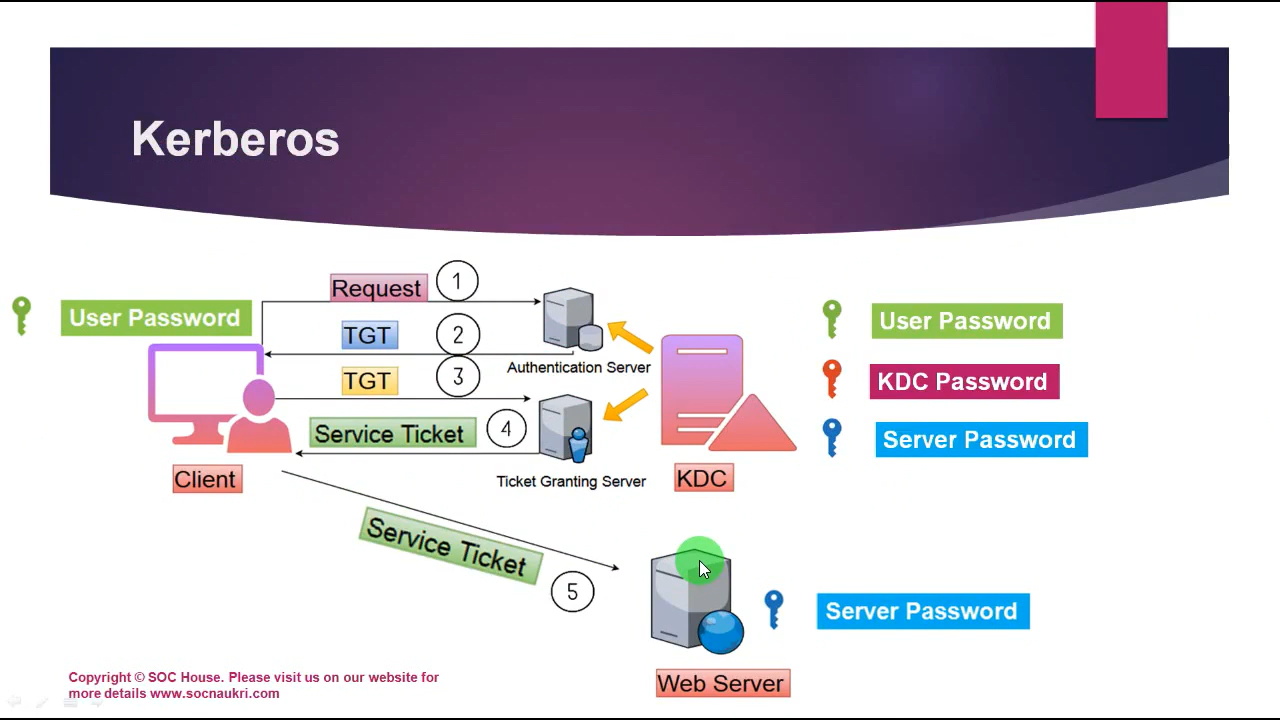 Kerberos
Request
1
User Password
TGT
2
Authentication Server
TGT
3
Service Ticket
4
Client
Ticket Granting Server
KDC
User Password
KDC Password
Server Password
Service Ticket
5
Server Password
Web Server
Copyright © SOC House. Please visit us on our website for
more details www.socnaukri.com